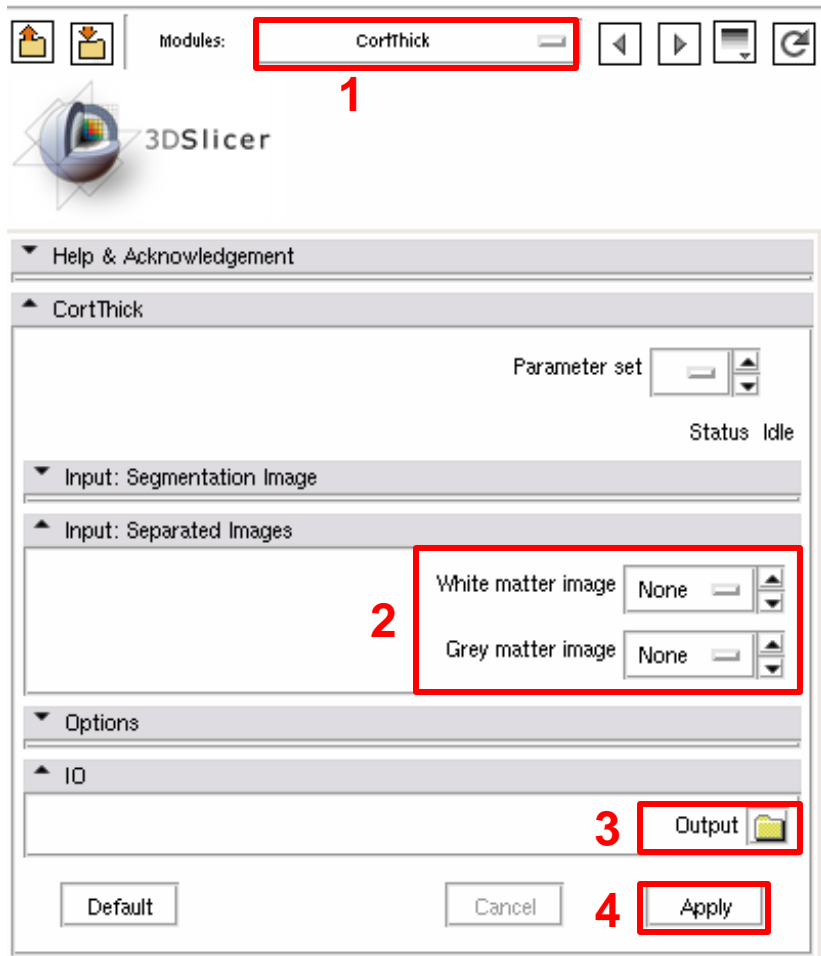 Modules: CortThick
1
3DSlicer
Help & Acknowledgement
CortThick
Parameter set
Status Idle
Input: Segmentation Image
Input: Separated Images
White matter image None
2
Grey matter image None
Options
IO
3 Output
Default Cancel 4 Apply